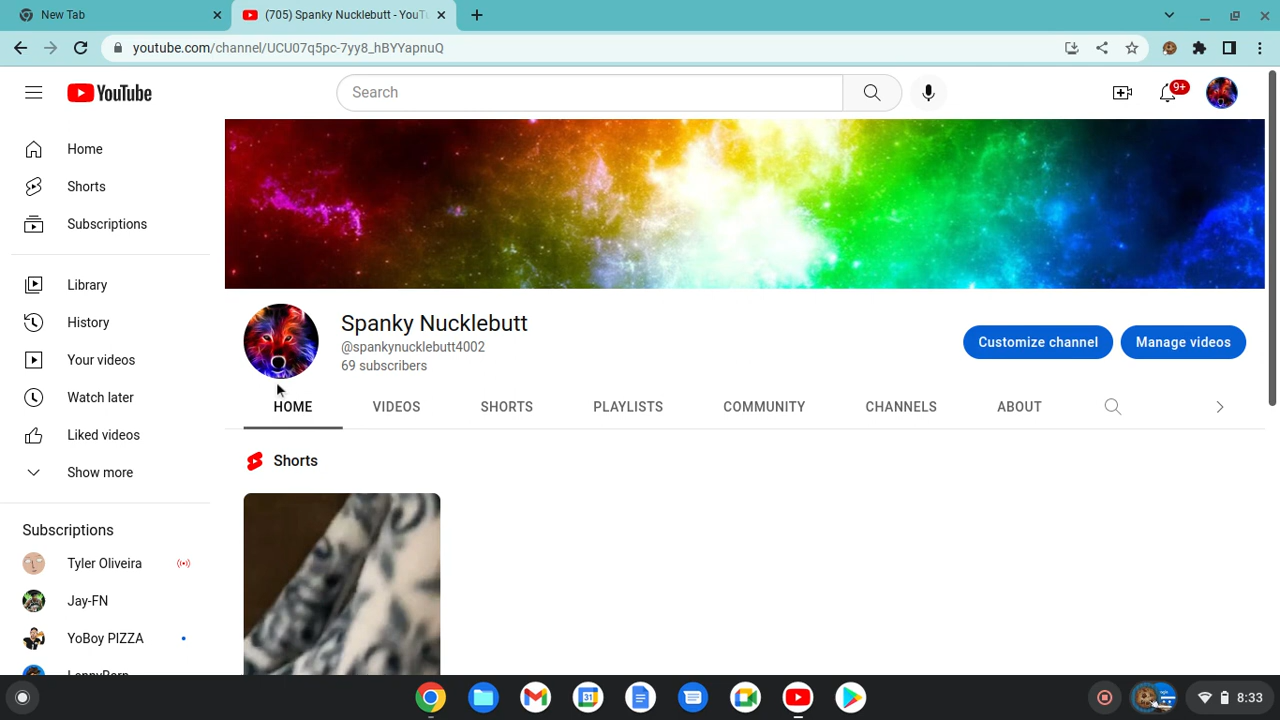 New Tab
(705) Spanky Nucklebutt - YouT
youtube.com/channel/UCU07q5pc-7yy8_hBYYapnuQ
YouTube
Search
9+
Home
Shorts
Subscriptions
Library
History
Your videos
Watch later
Liked videos
Show more
Subscriptions
Tyler Oliveira
Jay-FN
YoBoy PIZZA
Spanky Nucklebutt
@spankynucklebutt4002
69 subscribers
Customize channel
Manage videos
HOME
VIDEOS
SHORTS
PLAYLISTS
COMMUNITY
CHANNELS
ABOUT
Shorts
31
8:33